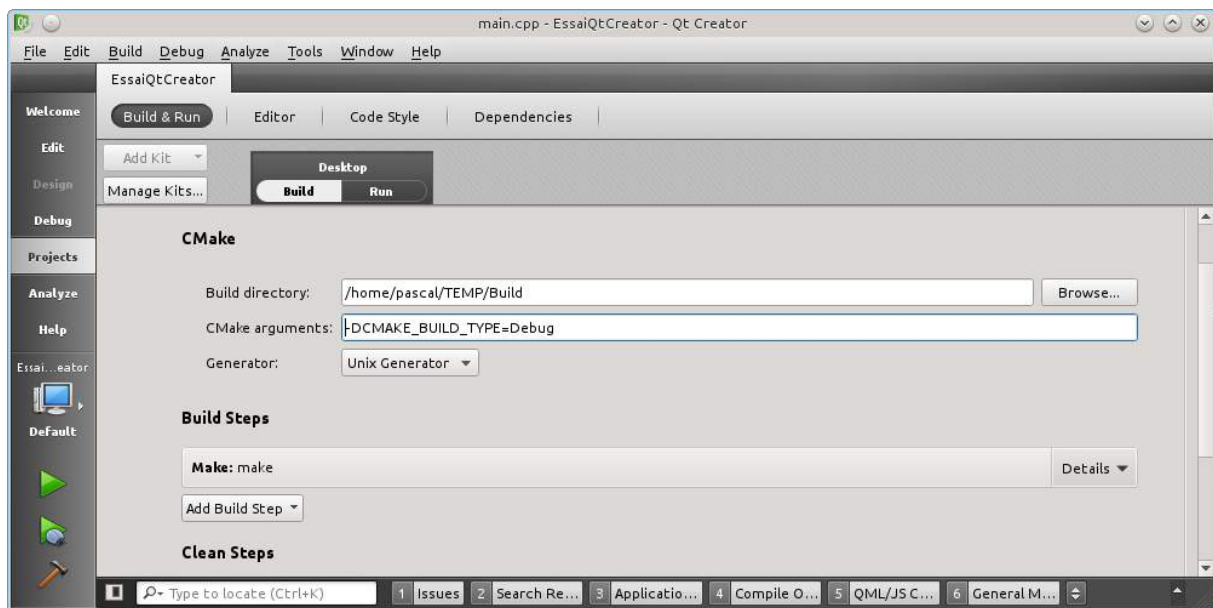 main.cpp - EssaiQtCreator - Qt Creator
File Edit Build Debug Analyze Tools Window Help
EssaiQtCreator
Welcome
Build & Run Editor Code Style Dependencies
Edit
Add Kit
Desktop
Design
Manage Kits...
Build Run
Debug
CMake
Projects
Build directory: /home/pascal/TEMP/Build Browse...
Analyze
CMake arguments: -DCMAKE_BUILD_TYPE=Debug
Help
Generator: Unix Generator
Essai...eator
Build Steps
Default
Make: make Details
Add Build Step
Clean Steps
Type to locate (Ctrl+K) 1 Issues 2 Search Re... 3 Applicatio... 4 Compile O... 5 QML/JS C... 6 General M...